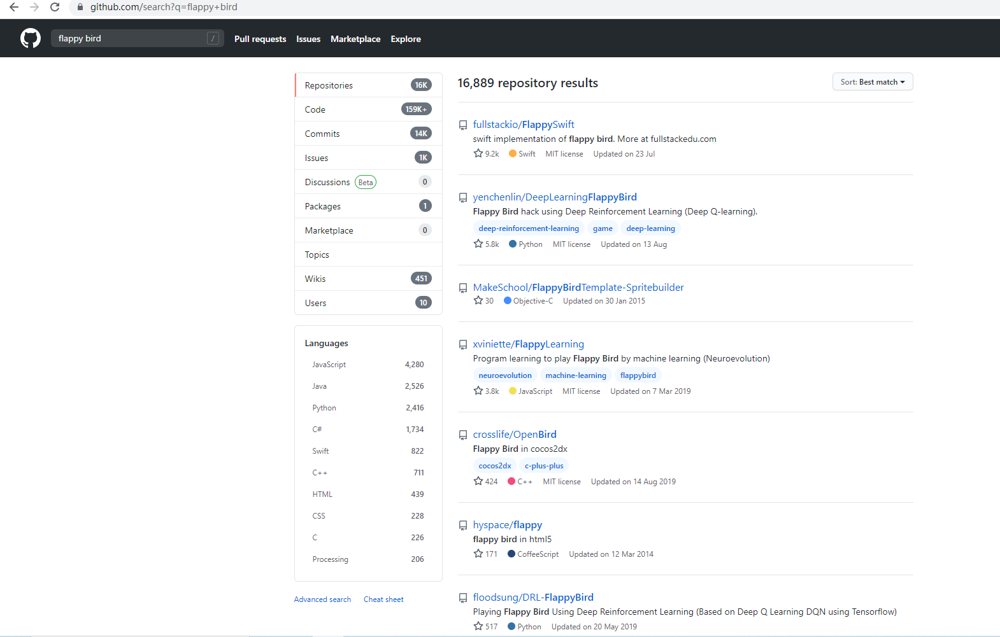 github.com/search?q=flappy+bird
flappy bird / Pull requests Issues Marketplace Explore
Repositories 16K
Code 159K+
Commits 14K
Issues 1K
Discussions Beta 0
Packages 1
Marketplace 0
Topics
Wikis 451
Users 10
Languages
JavaScript 4,280
Java 2,526
Python 2,416
C# 1,734
Swift 822
C++ 711
HTML 439
CSS 228
C 226
Processing 206
Advanced search Cheat sheet
16,889 repository results
Sort: Best match
fullstackio/FlappySwift
swift implementation of flappy bird. More at fullstackedu.com
9.2k Swift MIT license Updated on 23 Jul
yenchenlin/DeepLearningFlappyBird
Flappy Bird hack using Deep Reinforcement Learning (Deep Q-learning).
deep-reinforcement-learning game deep-learning
5.8k Python MIT license Updated on 13 Aug
MakeSchool/FlappyBirdTemplate-Spritebuilder
30 Objective-C Updated on 30 Jan 2015
xviniette/FlappyLearning
Program learning to play Flappy Bird by machine learning (Neuroevolution)
neuroevolution machine-learning flappybird
3.8k JavaScript MIT license Updated on 7 Mar 2019
crosslife/OpenBird
Flappy Bird in cocos2dx
cocos2dx c-plus-plus
424 C++ MIT license Updated on 14 Aug 2019
hyspace/flappy
flappy bird in html5
171 CoffeeScript Updated on 12 Mar 2014
floodsung/DRL-FlappyBird
Playing Flappy Bird Using Deep Reinforcement Learning (Based on Deep Q Learning DQN using Tensorflow)
517 Python Updated on 20 May 2019